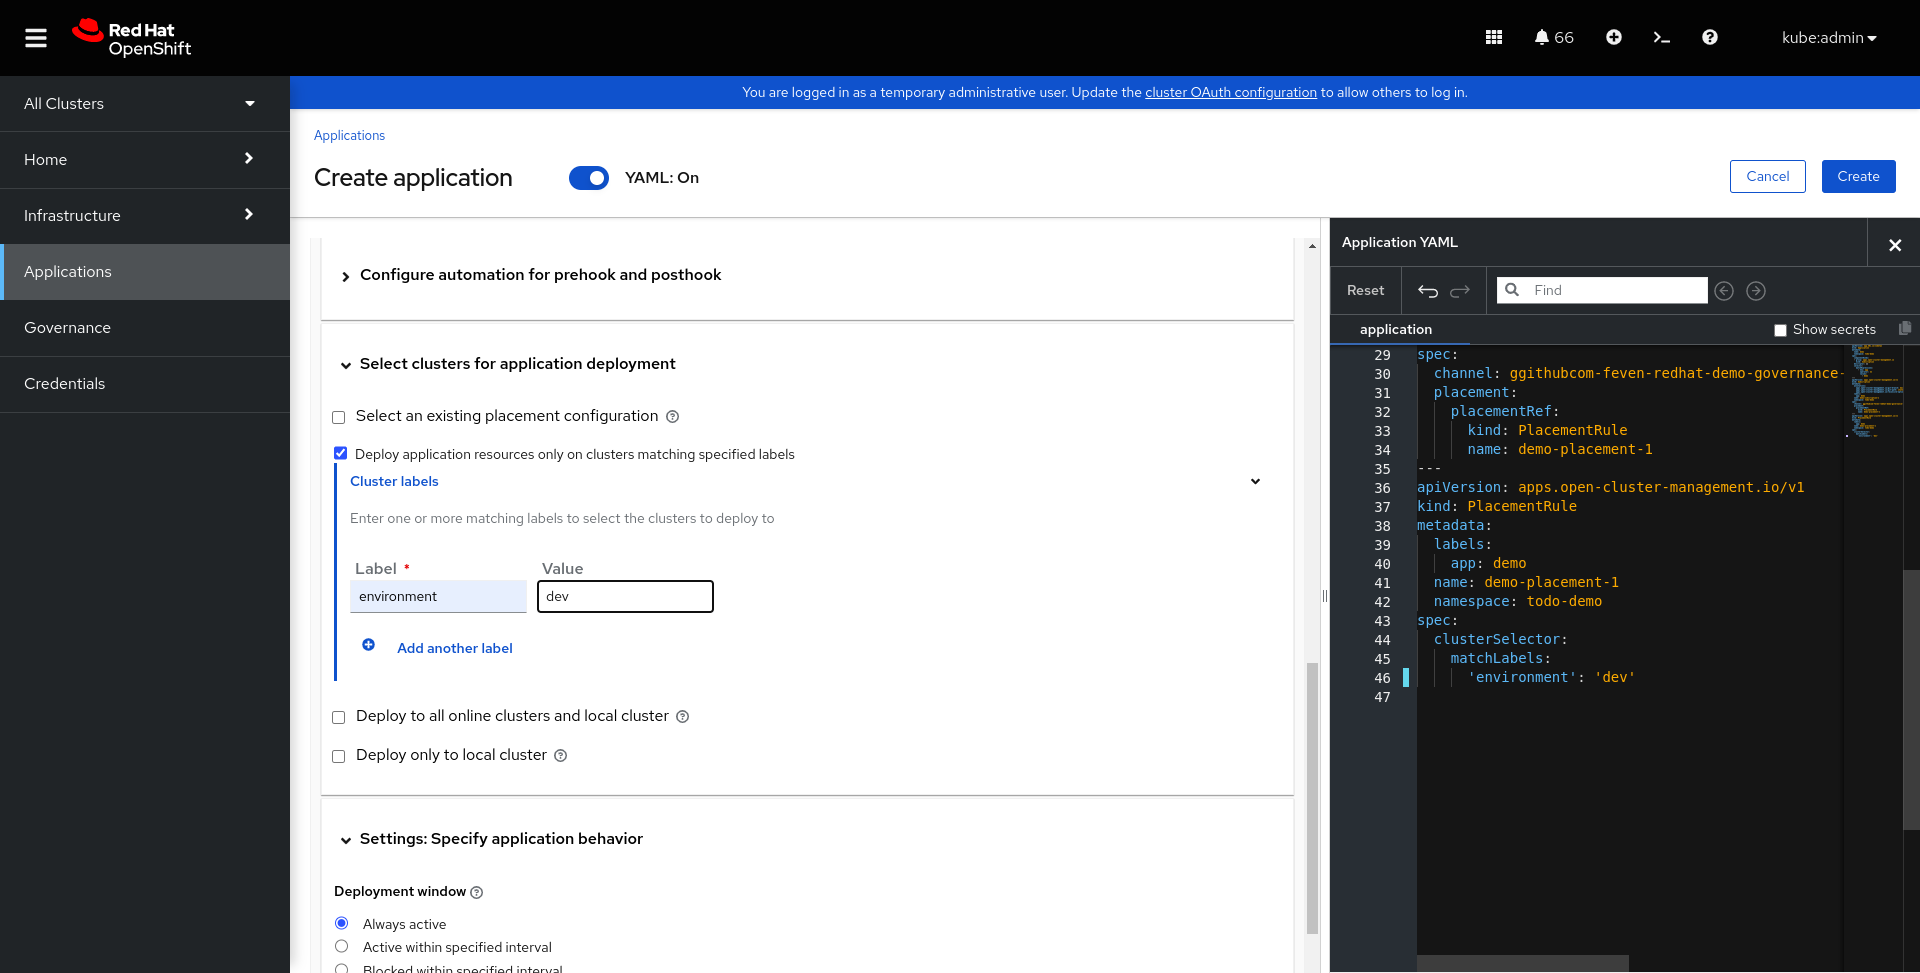 Red Hat
OpenShift
66
kube:admin
All Clusters
Home
Infrastructure
Applications
Governance
Credentials
You are logged in as a temporary administrative user. Update the cluster OAuth configuration to allow others to log in.
Applications
Create application
YAML: On
Cancel
Create
Configure automation for prehook and posthook
Select clusters for application deployment
Select an existing placement configuration
Deploy application resources only on clusters matching specified labels
Cluster labels
Enter one or more matching labels to select the clusters to deploy to
Label *
Value
environment
dev
Add another label
Deploy to all online clusters and local cluster
Deploy only to local cluster
Settings: Specify application behavior
Deployment window
Always active
Active within specified interval
Blocked within specified interval
Application YAML
Reset
Find
application
Show secrets
29 spec:
30 channel: ggithubcom-feven-redhat-demo-governance-
31 placement:
32 placementRef:
33 kind: PlacementRule
34 name: demo-placement-1
35 ---
36 apiVersion: apps.open-cluster-management.io/v1
37 kind: PlacementRule
38 metadata:
39 labels:
40 app: demo
41 name: demo-placement-1
42 namespace: todo-demo
43 spec:
44 clusterSelector:
45 matchLabels:
46 'environment': 'dev'
47